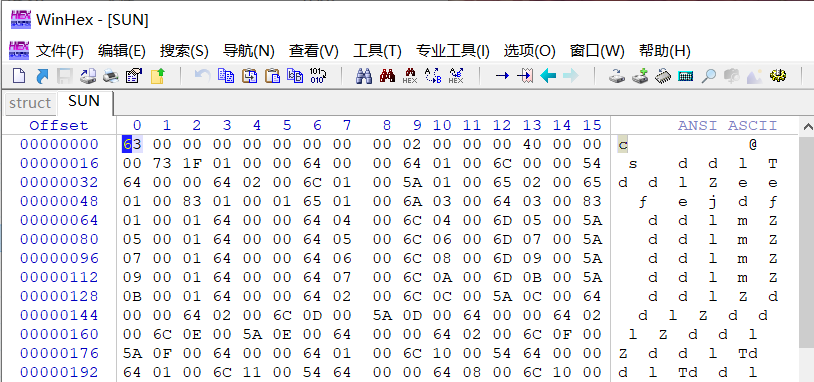 WinHex - [SUN]
文件(F) 编辑(E) 搜索(S) 导航(N) 查看(V) 工具(T) 专业工具(I) 选项(O) 窗口(W) 帮助(H)
struct SUN
Offset 0 1 2 3 4 5 6 7 8 9 10 11 12 13 14 15 ANSI ASCII
00000000 63 00 00 00 00 00 00 00 00 02 00 00 00 40 00 00 c @
00000016 00 73 1F 01 00 00 64 00 00 64 01 00 6C 00 00 54 s d d l T
00000032 64 00 00 64 02 00 6C 01 00 5A 01 00 65 02 00 65 d d l Z e e
00000048 01 00 83 01 00 01 65 01 00 6A 03 00 64 03 00 83 ƒ e j d ƒ
00000064 01 00 01 64 00 00 64 04 00 6C 04 00 6D 05 00 5A d d l m Z
00000080 05 00 01 64 00 00 64 05 00 6C 06 00 6D 07 00 5A d d l m Z
00000096 07 00 01 64 00 00 64 06 00 6C 08 00 6D 09 00 5A d d l m Z
00000112 09 00 01 64 00 00 64 07 00 6C 0A 00 6D 0B 00 5A d d l m Z
00000128 0B 00 01 64 00 00 64 02 00 6C 0C 00 5A 0C 00 64 d d l Z d
00000144 00 00 64 02 00 6C 0D 00 5A 0D 00 64 00 00 64 02 d l Z d d
00000160 00 6C 0E 00 5A 0E 00 64 00 00 64 02 00 6C 0F 00 l Z d d l
00000176 5A 0F 00 64 00 00 64 01 00 6C 10 00 54 64 00 00 Z d d l Td
00000192 64 01 00 6C 11 00 54 64 00 00 64 08 00 6C 10 00 d l Td d l